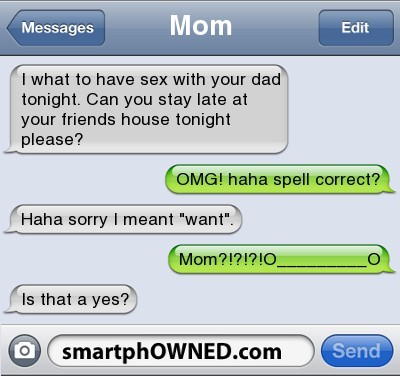 Messages
Mom
Edit
I what to have sex with your dad
tonight. Can you stay late at
your friends house tonight
please?
OMG! haha spell correct?
Haha sorry I meant "want".
Mom?!?!?!O_________O
Is that a yes?
smartphOWNED.com
Send